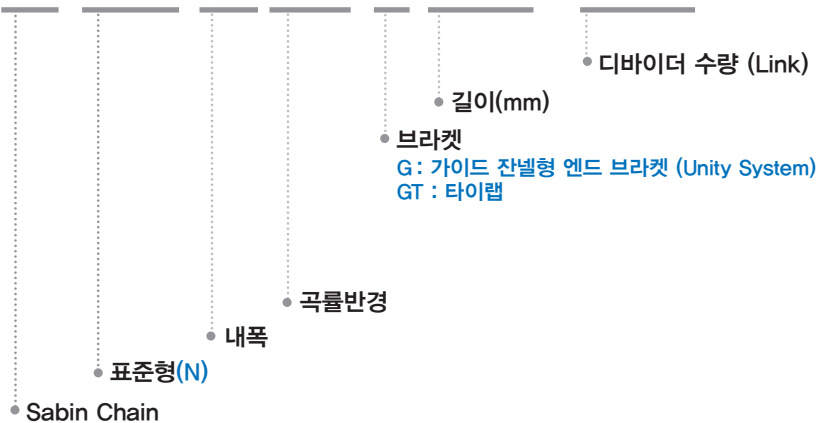 디바이더 수량 (Link)
길이(mm)
브라켓
G : 가이드 잔넬형 엔드 브라켓 (Unity System)
GT : 타이랩
곡률반경
내폭
표준형(N)
Sabin Chain